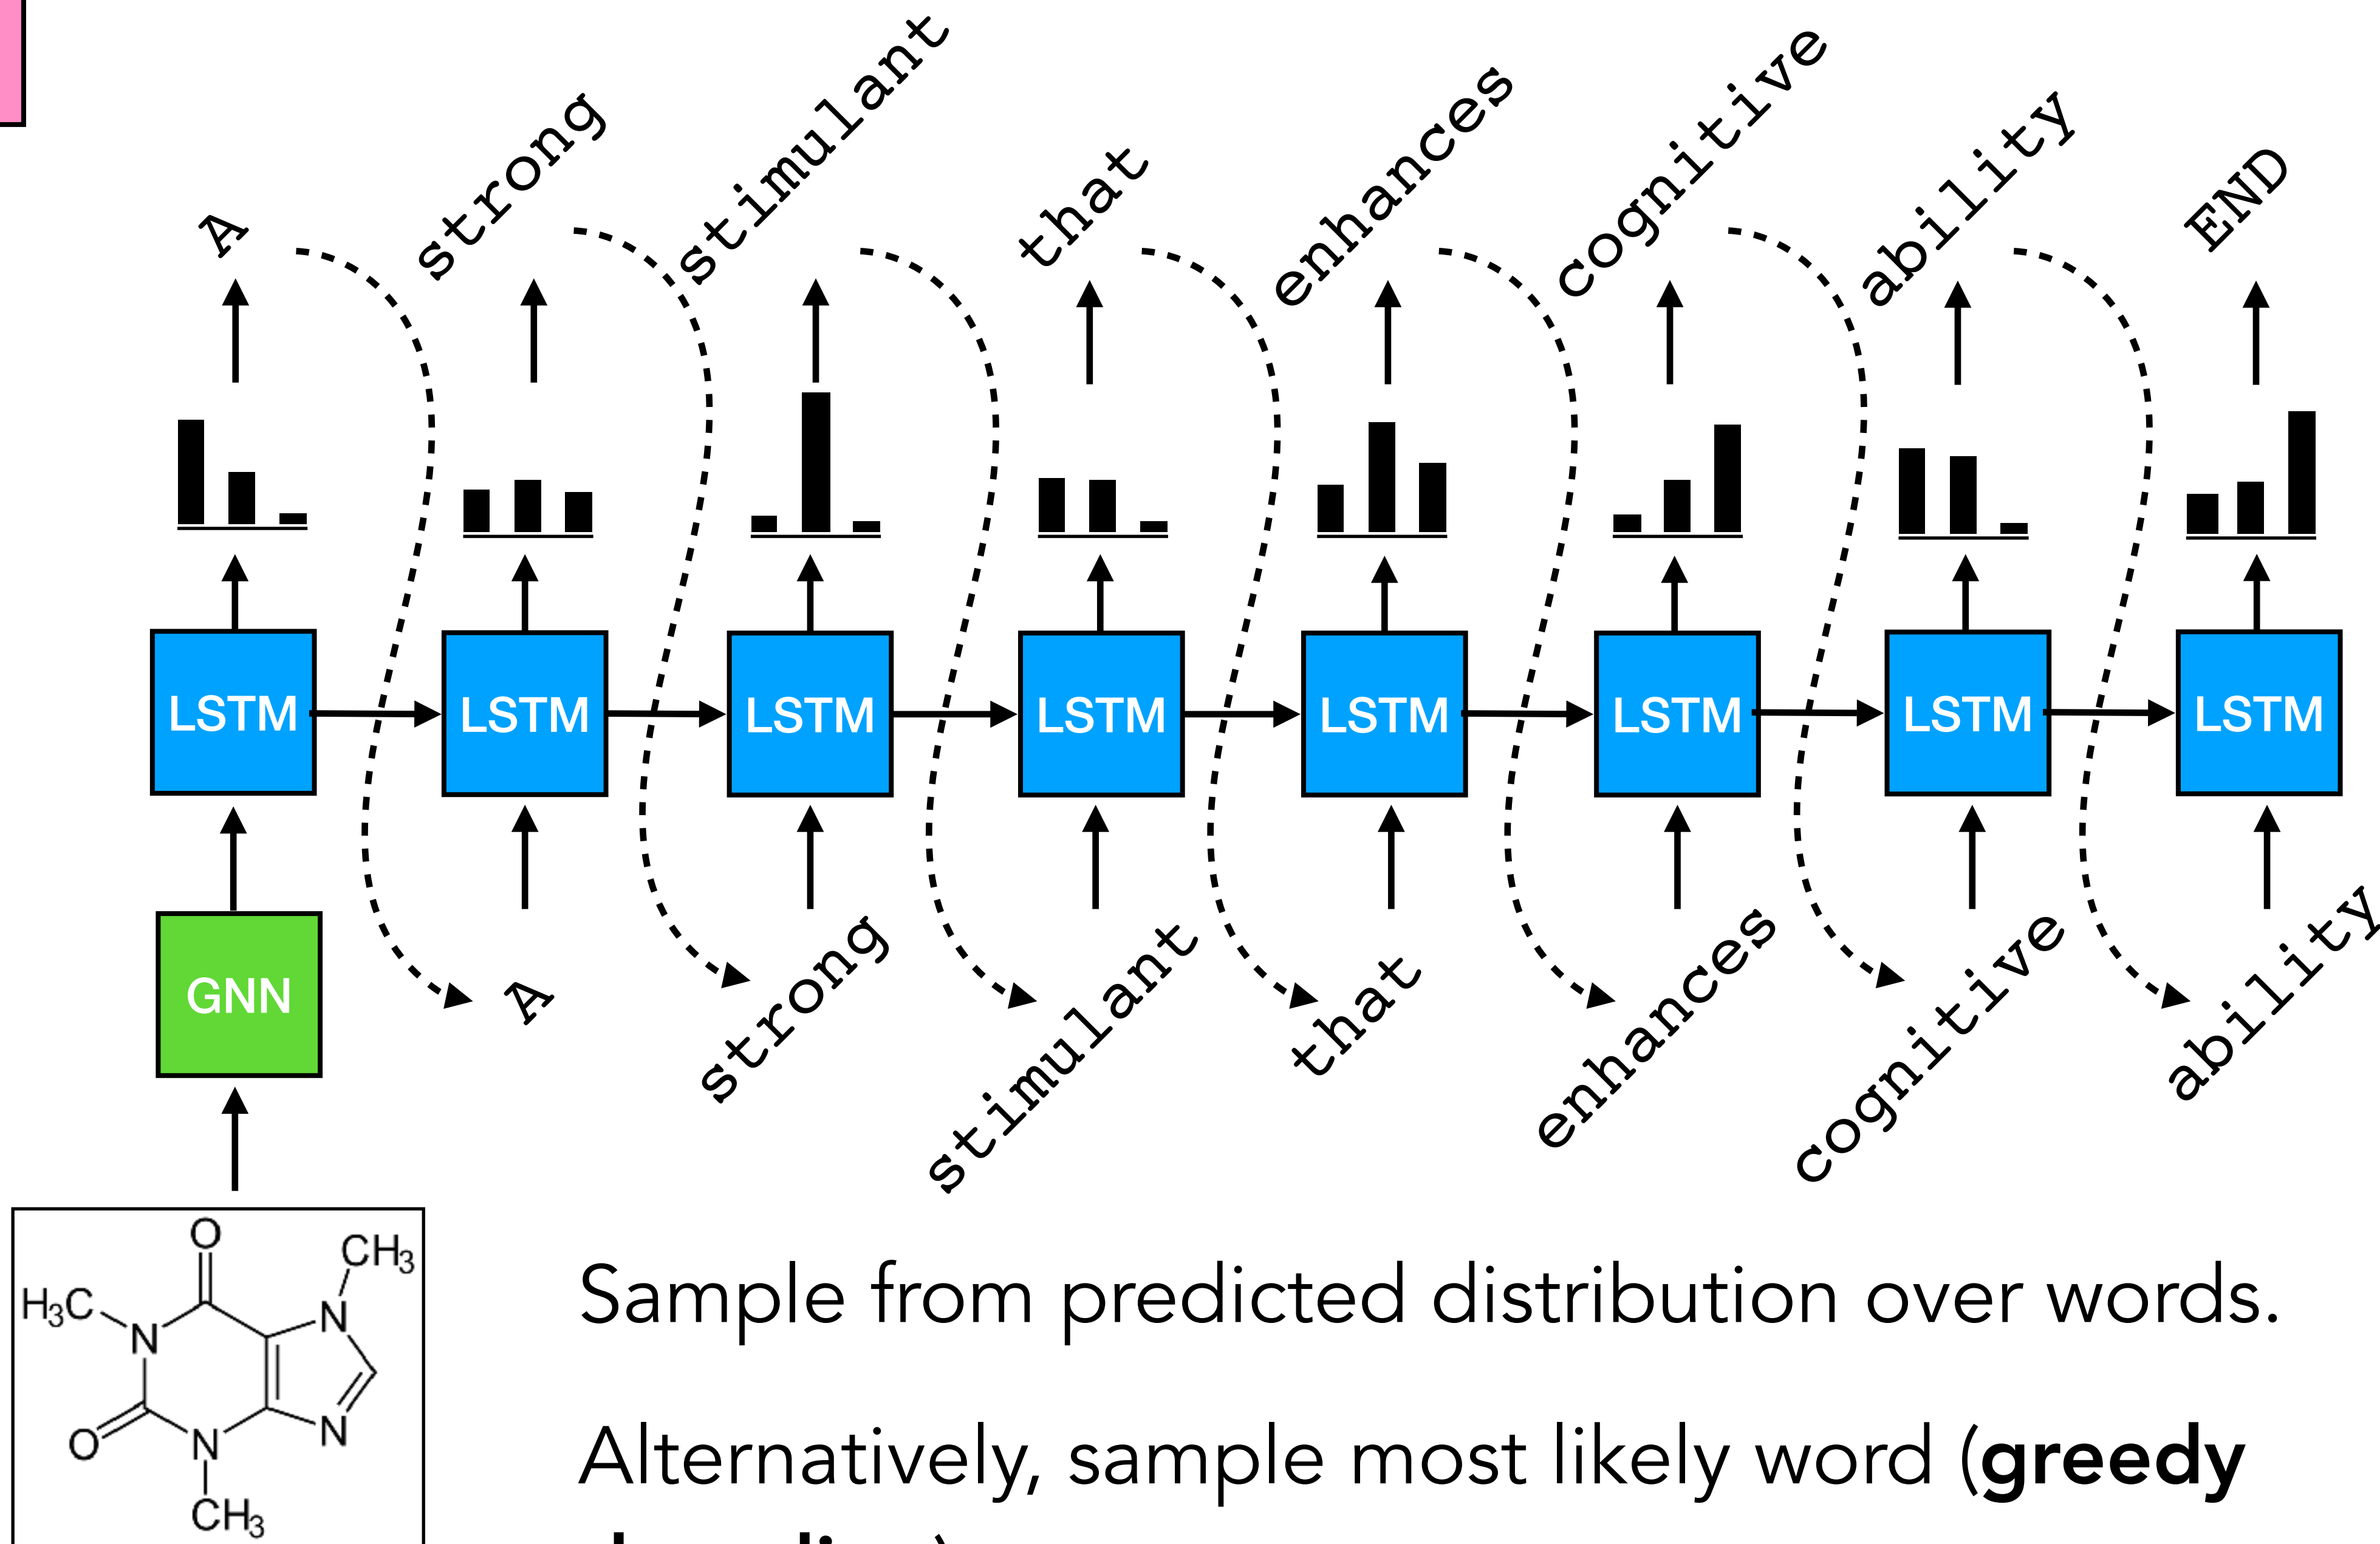 A strong stimulant that enhances cognitive ability END
LSTM LSTM LSTM LSTM LSTM LSTM LSTM LSTM
GNN
A strong stimulant that enhances cognitive ability
O
CH3
H3C
N
N
O
N
N
CH3
Sample from predicted distribution over words.
Alternatively, sample most likely word (greedy